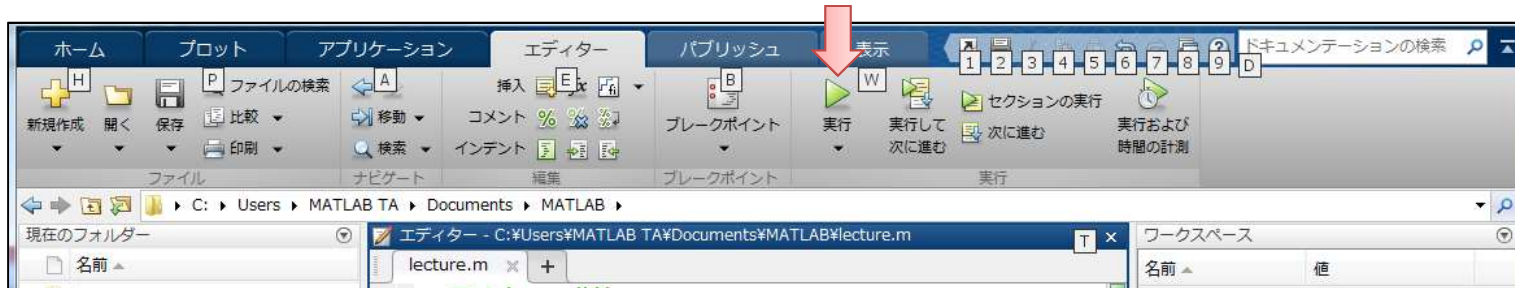 ホーム プロット アプリケーション エディター パブリッシュ 表示 1 2 3 4 5 6 7 8 9 ドキュメンテーションの検索 D
H P ファイルの検索 A 挿入 E fx fi B W セクションの実行
新規作成 開く 保存 比較 移動 コメント % ブレークポイント 実行 実行して 次に進む 次に進む 実行および 時間の計測
印刷 検索 インデント
ファイル ナビゲート 編集 ブレークポイント 実行
C: Users MATLAB TA Documents MATLAB
現在のフォルダー エディター - C:¥Users¥MATLAB TA¥Documents¥MATLAB¥lecture.m T × ワークスペース
名前 lecture.m × + 名前 値